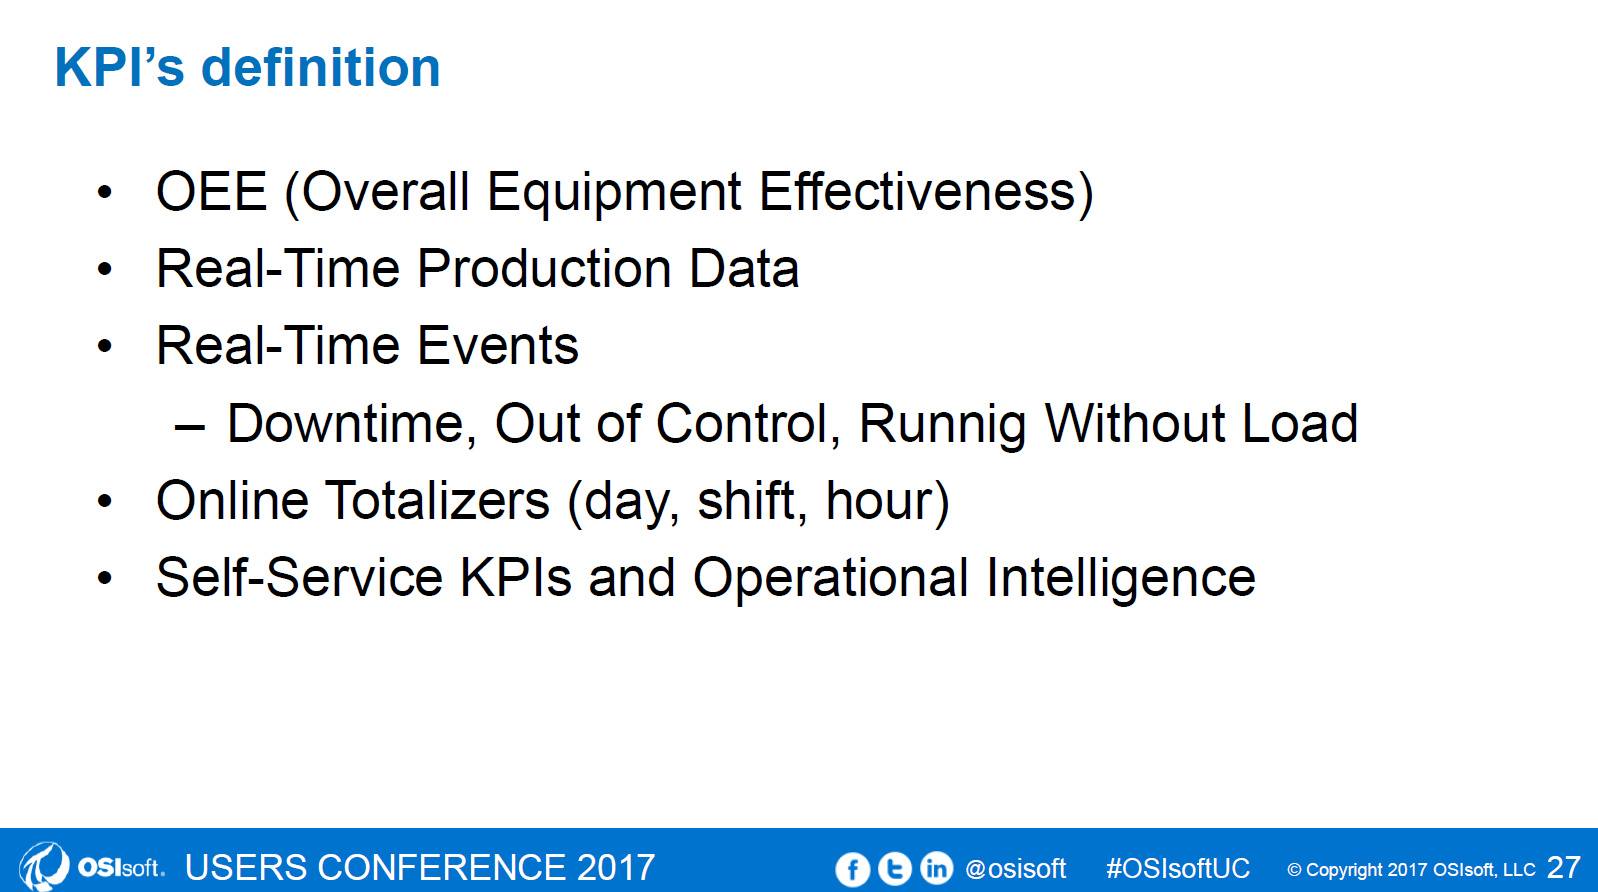 KPI’s definition
• OEE (Overall Equipment Effectiveness)
• Real-Time Production Data
• Real-Time Events
– Downtime, Out of Control, Runnig Without Load
• Online Totalizers (day, shift, hour)
• Self-Service KPIs and Operational Intelligence
OSIsoft. USERS CONFERENCE 2017 @osisoft #OSIsoftUC © Copyright 2017 OSIsoft, LLC 27